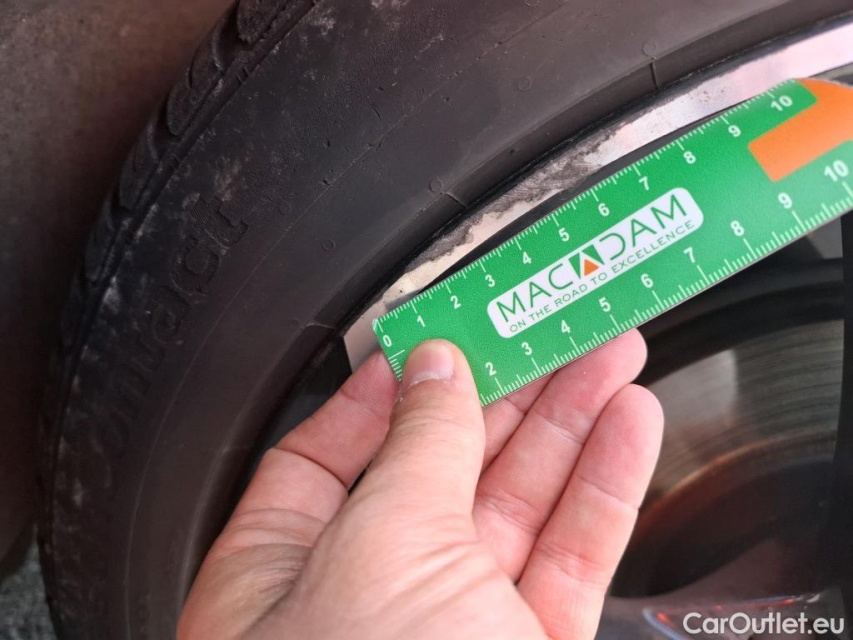 0 1 2 3 4 5 6 7 8 9 10
MACADAM
ON THE ROAD TO EXCELLENCE
2 3 4 5 6 7 8 9 10
CarOutlet.eu